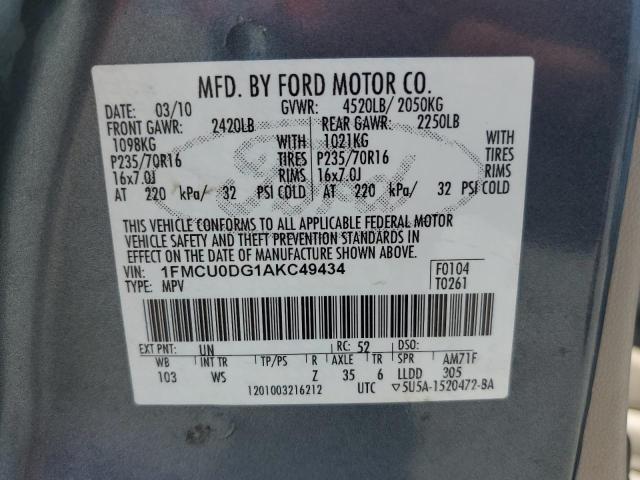 MFD. BY FORD MOTOR CO.
DATE: 03/10 GVWR: 4520LB/ 2050KG
FRONT GAWR: 2420LB REAR GAWR: 2250LB
1098KG WITH 1021KG WITH
P235/70R16 TIRES P235/70R16 TIRES
16x7.0J RIMS 16x7.0J RIMS
AT 220 kPa/ 32 PSI COLD AT 220 kPa/ 32 PSI COLD
THIS VEHICLE CONFORMS TO ALL APPLICABLE FEDERAL MOTOR
VEHICLE SAFETY AND THEFT PREVENTION STANDARDS IN
EFFECT ON THE DATE OF MANUFACTURE SHOWN ABOVE.
VIN: 1FMCU0DG1AKC49434 F0104
TYPE: MPV T0261
EXT PNT: UN RC: 52 DSO:
WB INT TR TP/PS R AXLE TR SPR AM71F
103 WS Z 35 6 LLDD 305
1201003216212 UTC ▽5U5A-1520472-BA
Ford